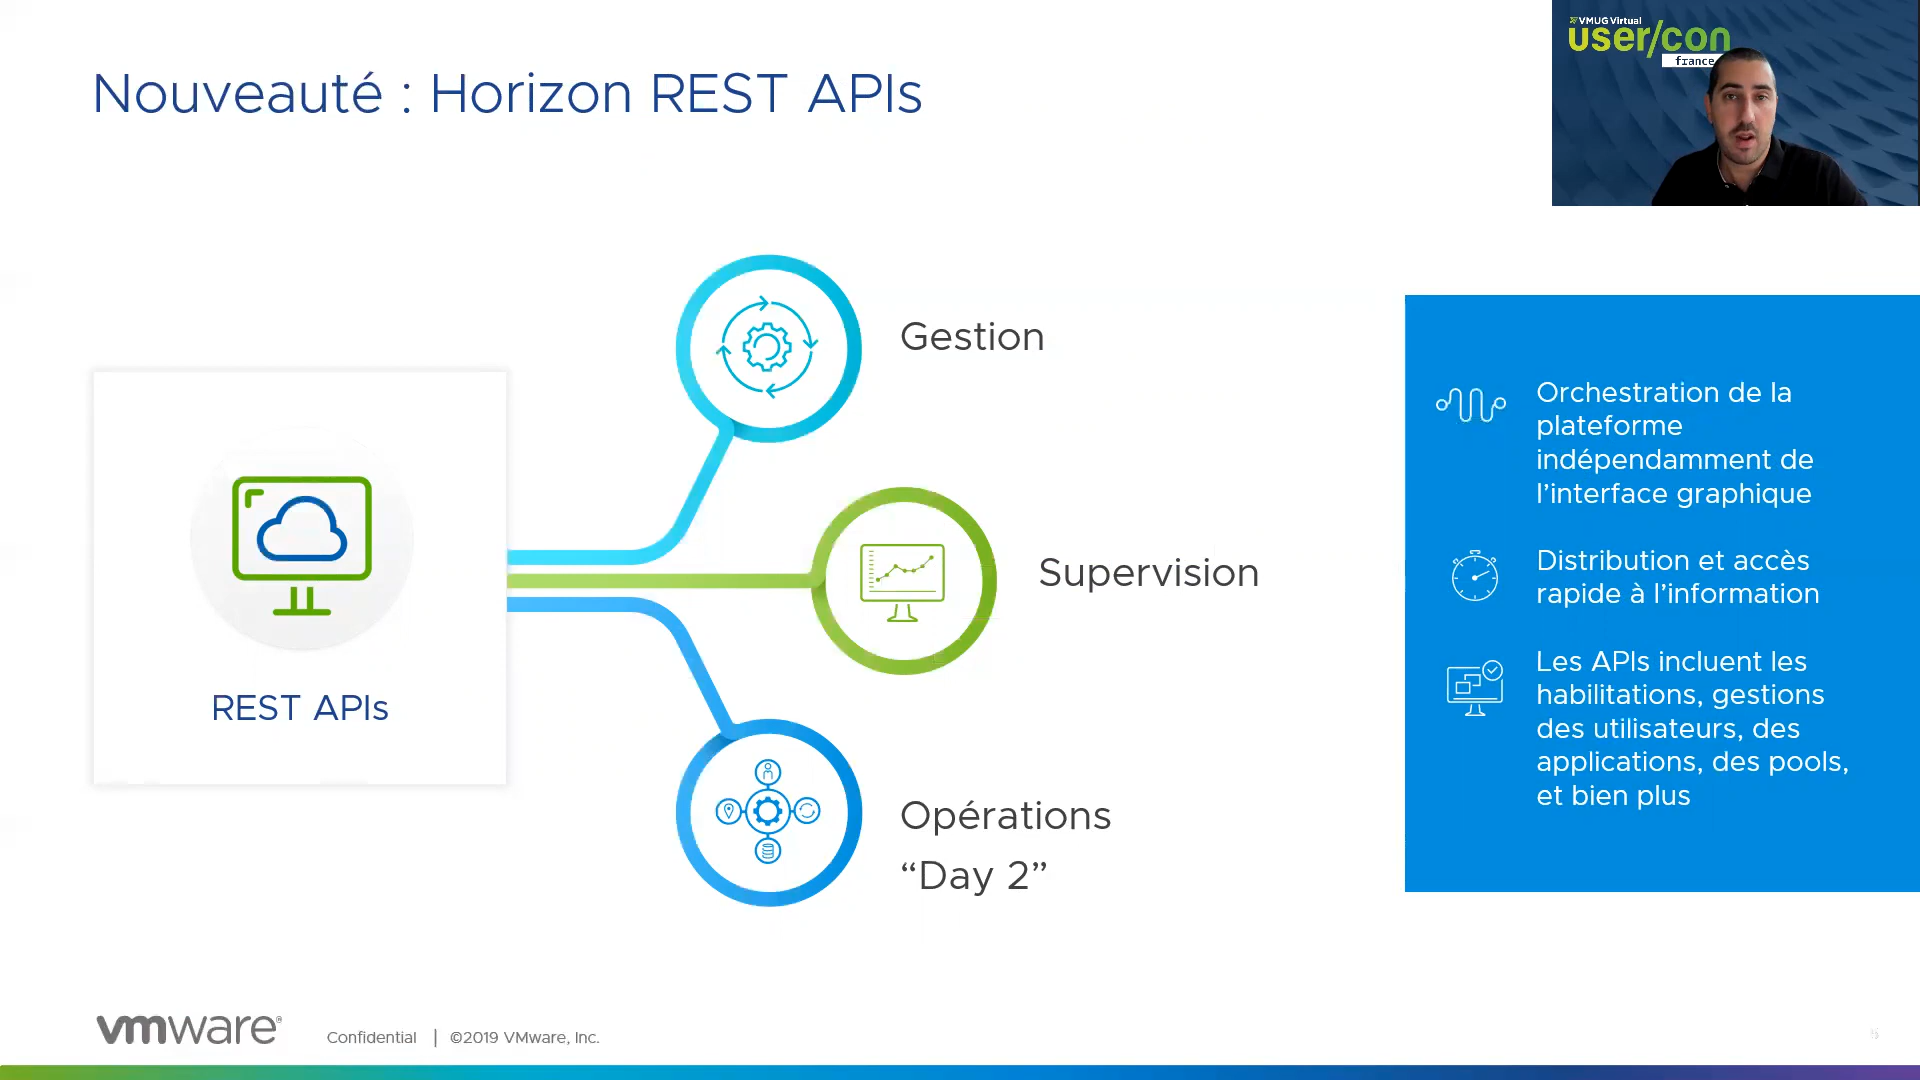 Nouveauté : Horizon REST APIs
VMUG Virtual
user/con
france
Gestion
Supervision
Opérations
“Day 2”
REST APIs
Orchestration de la
plateforme
indépendamment de
l’interface graphique
Distribution et accès
rapide à l’information
Les APIs incluent les
habilitations, gestions
des utilisateurs, des
applications, des pools,
et bien plus
vmware®
Confidential | ©2019 VMware, Inc.